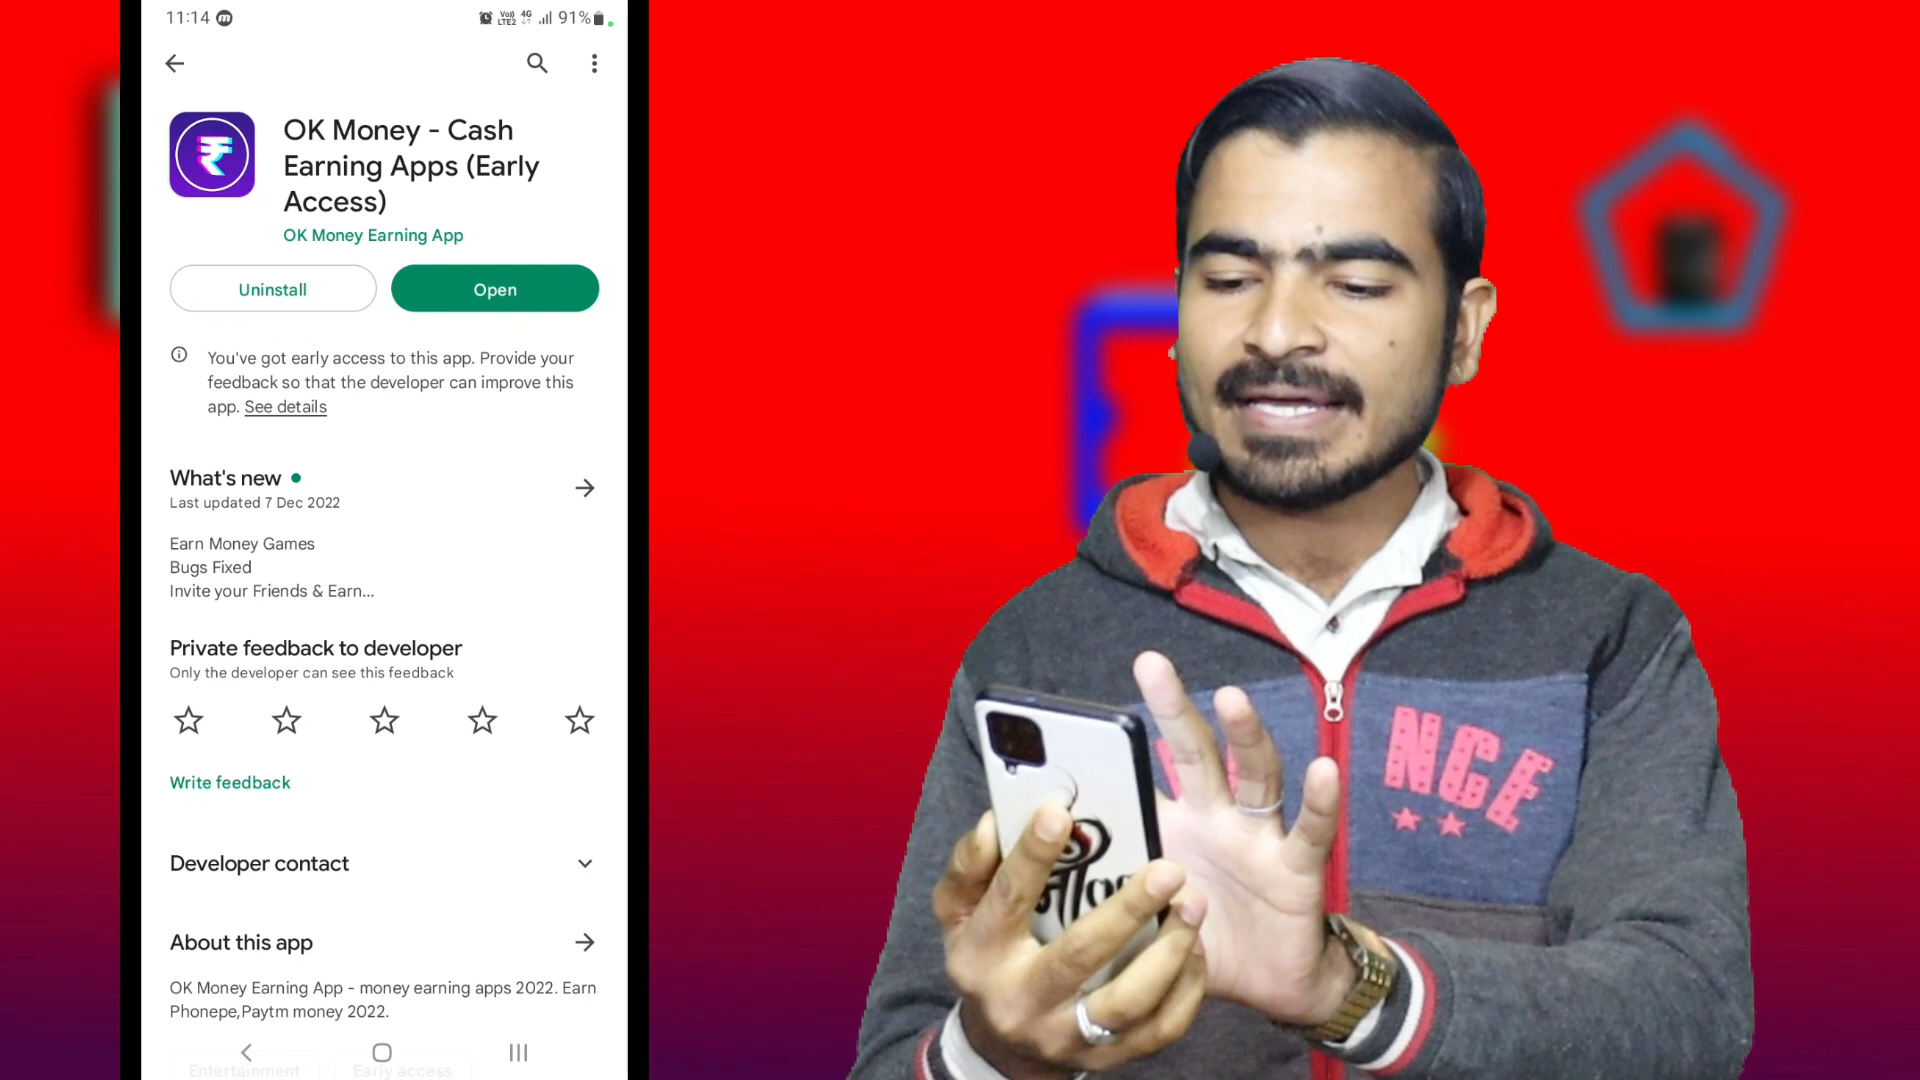 11:14
Vo)) 4G
LTE2
91%
OK Money - Cash
Earning Apps (Early
Access)
OK Money Earning App
Uninstall
Open
You've got early access to this app. Provide your
feedback so that the developer can improve this
app. See details
What's new
Last updated 7 Dec 2022
Earn Money Games
Bugs Fixed
Invite your Friends & Earn...
Private feedback to developer
Only the developer can see this feedback
Write feedback
Developer contact
About this app
OK Money Earning App - money earning apps 2022. Earn
Phonepe,Paytm money 2022.
Entertainment
Early access
NCE